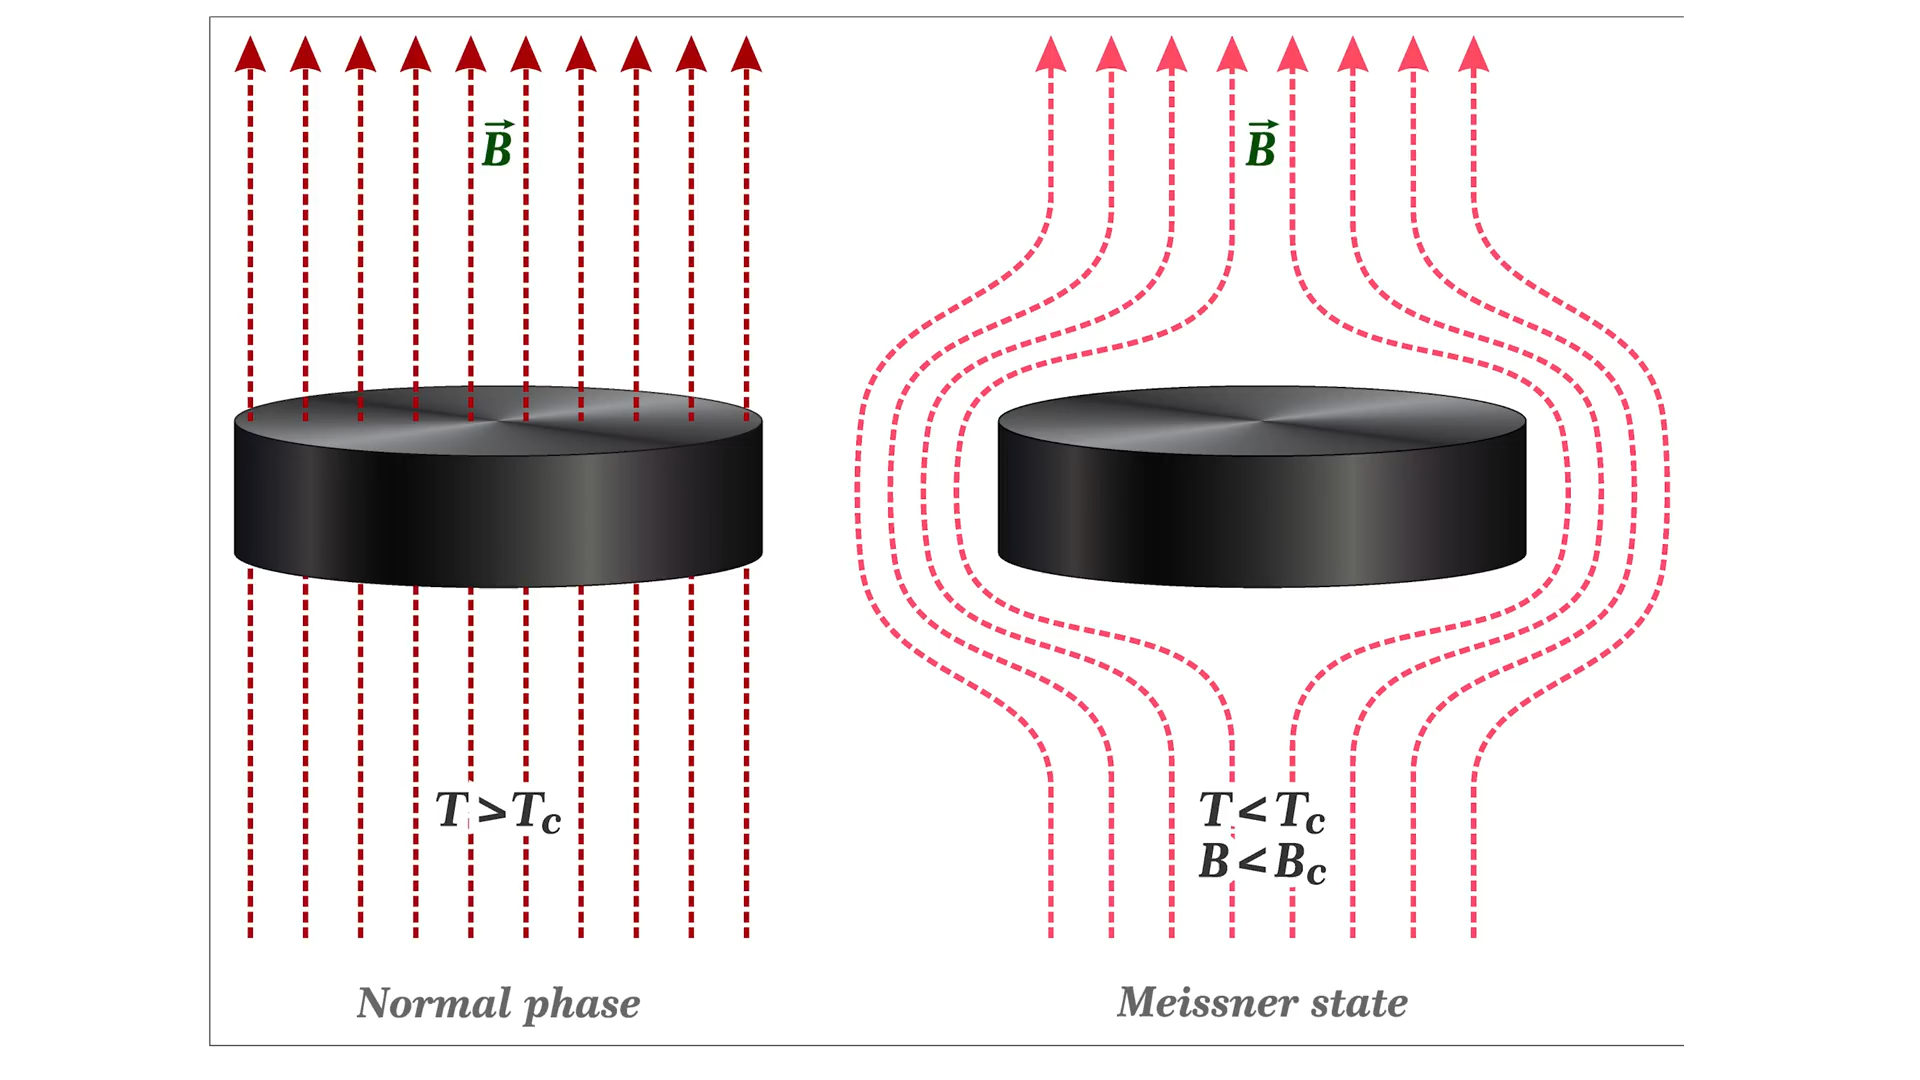 B⃗
T > Tc
Normal phase
B⃗
T < Tc
B < Bc
Meissner state